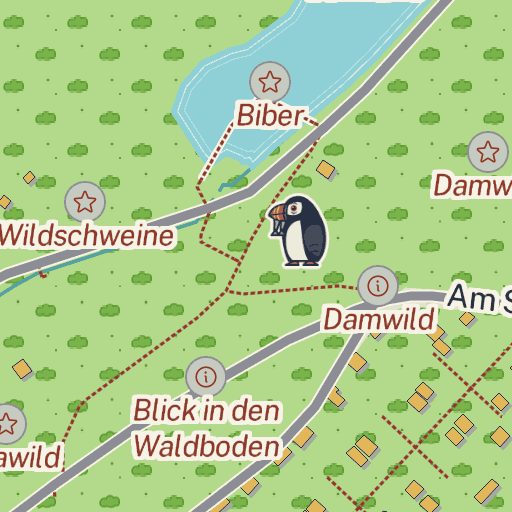 Biber
Damw
Wildschweine
Am S
Damwild
Blick in den
Waldboden
awild